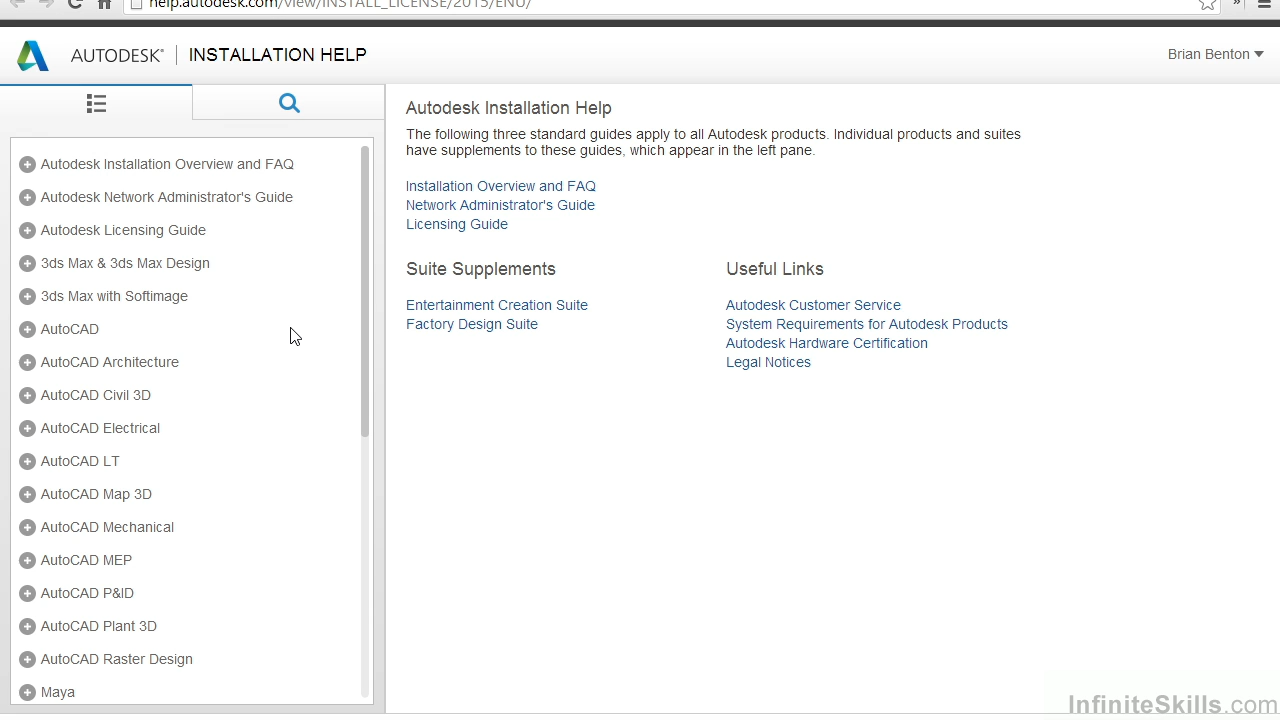 help.autodesk.com/view/INSTALL_LICENSE/2015/ENU/
AUTODESK® | INSTALLATION HELP
Brian Benton
Autodesk Installation Overview and FAQ
Autodesk Network Administrator's Guide
Autodesk Licensing Guide
3ds Max & 3ds Max Design
3ds Max with Softimage
AutoCAD
AutoCAD Architecture
AutoCAD Civil 3D
AutoCAD Electrical
AutoCAD LT
AutoCAD Map 3D
AutoCAD Mechanical
AutoCAD MEP
AutoCAD P&ID
AutoCAD Plant 3D
AutoCAD Raster Design
Maya
Autodesk Installation Help
The following three standard guides apply to all Autodesk products. Individual products and suites
have supplements to these guides, which appear in the left pane.
Installation Overview and FAQ
Network Administrator's Guide
Licensing Guide
Suite Supplements
Entertainment Creation Suite
Factory Design Suite
Useful Links
Autodesk Customer Service
System Requirements for Autodesk Products
Autodesk Hardware Certification
Legal Notices
InfiniteSkills.com